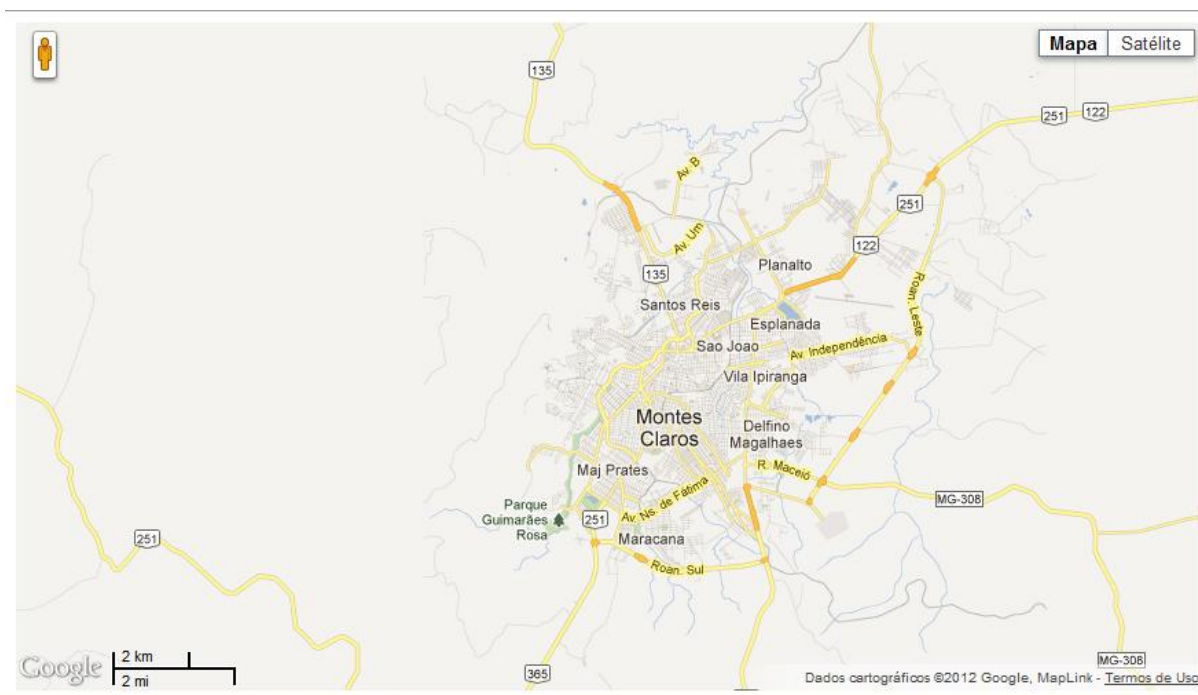 Mapa Satélite
135
251 122
Av. B
251
Av. Um
122
Planalto
135
Roan. Leste
Santos Reis
Esplanada
Sao Joao
Av. Independência
Vila Ipiranga
Montes
Claros
Delfino
Magalhaes
Maj Prates
R. Maceió
Av. Ns. de Fátima
MG-308
Parque
Guimarães
Rosa
251
251
Maracana
Roan. Sul
Google
2 km
2 mi
365
MG-308
Dados cartográficos ©2012 Google, MapLink - Termos de Uso